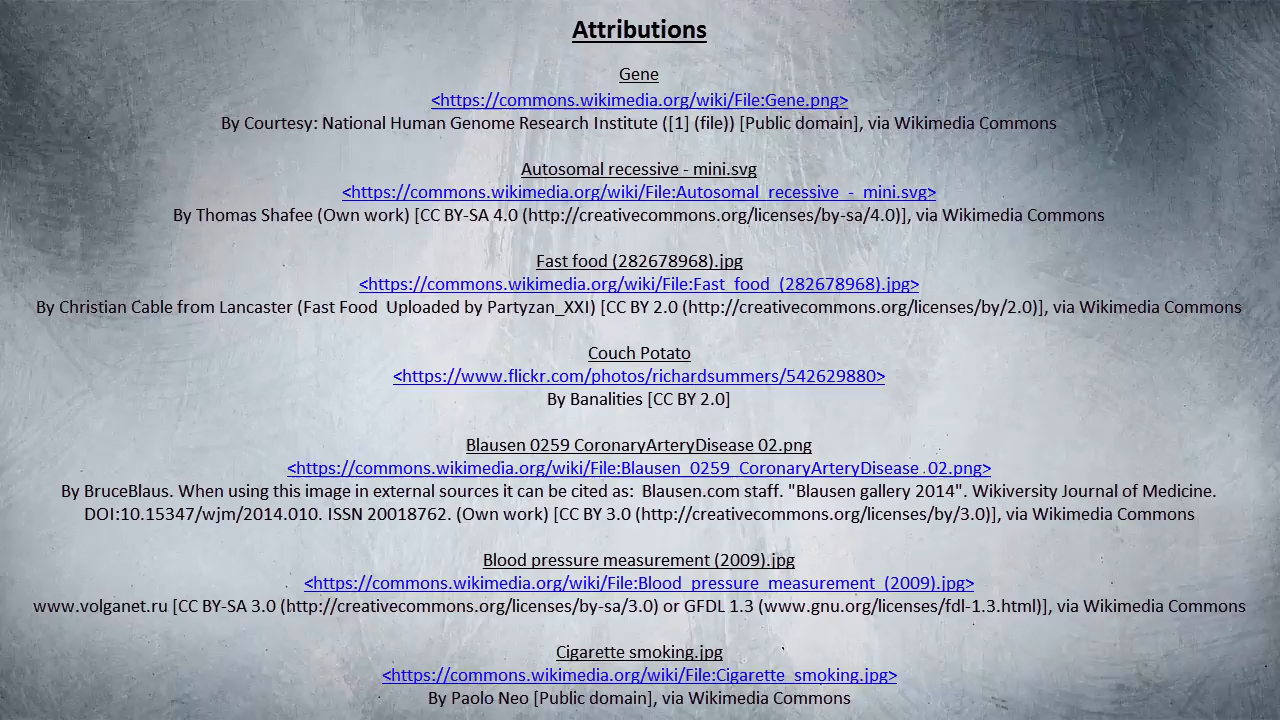 Attributions
Gene
<https://commons.wikimedia.org/wiki/File:Gene.png>
By Courtesy: National Human Genome Research Institute ([1] (file)) [Public domain], via Wikimedia Commons
Autosomal recessive - mini.svg
<https://commons.wikimedia.org/wiki/File:Autosomal_recessive_-_mini.svg>
By Thomas Shafee (Own work) [CC BY-SA 4.0 (http://creativecommons.org/licenses/by-sa/4.0)], via Wikimedia Commons
Fast food (282678968).jpg
<https://commons.wikimedia.org/wiki/File:Fast_food_(282678968).jpg>
By Christian Cable from Lancaster (Fast Food  Uploaded by Partyzan_XXI) [CC BY 2.0 (http://creativecommons.org/licenses/by/2.0)], via Wikimedia Commons
Couch Potato
<https://www.flickr.com/photos/richardsummers/542629880>
By Banalities [CC BY 2.0]
Blausen 0259 CoronaryArteryDisease 02.png
<https://commons.wikimedia.org/wiki/File:Blausen_0259_CoronaryArteryDisease_02.png>
By BruceBlaus. When using this image in external sources it can be cited as:  Blausen.com staff. "Blausen gallery 2014". Wikiversity Journal of Medicine.
DOI:10.15347/wjm/2014.010. ISSN 20018762. (Own work) [CC BY 3.0 (http://creativecommons.org/licenses/by/3.0)], via Wikimedia Commons
Blood pressure measurement (2009).jpg
<https://commons.wikimedia.org/wiki/File:Blood_pressure_measurement_(2009).jpg>
www.volganet.ru [CC BY-SA 3.0 (http://creativecommons.org/licenses/by-sa/3.0) or GFDL 1.3 (www.gnu.org/licenses/fdl-1.3.html)], via Wikimedia Commons
Cigarette smoking.jpg
<https://commons.wikimedia.org/wiki/File:Cigarette_smoking.jpg>
By Paolo Neo [Public domain], via Wikimedia Commons